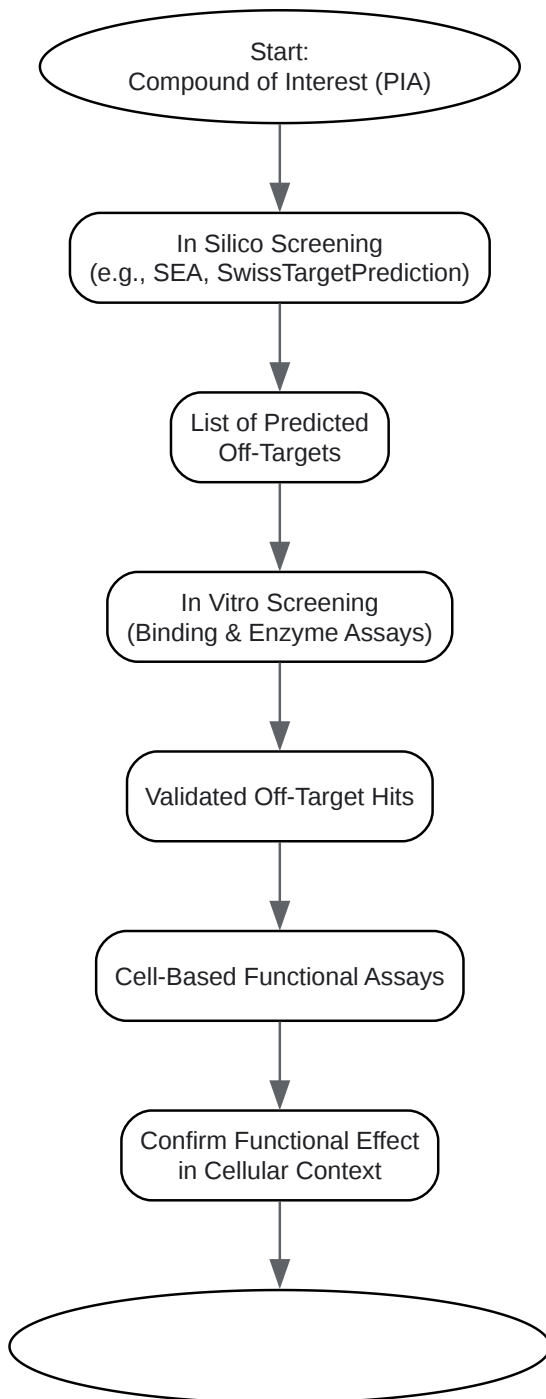 Start:
Compound of Interest (PIA)
In Silico Screening
(e.g., SEA, SwissTargetPrediction)
List of Predicted
Off-Targets
In Vitro Screening
(Binding & Enzyme Assays)
Validated Off-Target Hits
Cell-Based Functional Assays
Confirm Functional Effect
in Cellular Context